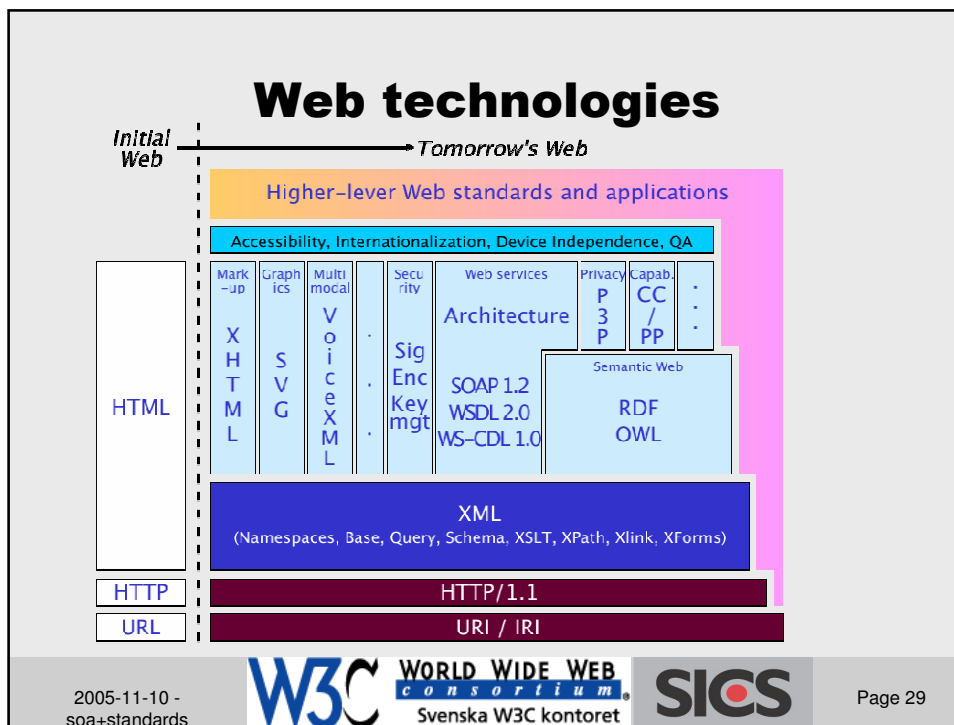 Web technologies
Initial
Web
Tomorrow's Web
Higher-lever Web standards and applications
Accessibility, Internationalization, Device Independence, QA
HTML
Mark
-up
X
H
T
M
L
Graph
ics
S
V
G
Multi
modal
V
o
i
c
e
X
M
L
.
.
.
Secu
rity
Sig
Enc
Key
mgt
Web services
Architecture
SOAP 1.2
WSDL 2.0
WS-CDL 1.0
Privacy
P
3
P
Capab.
CC
/
PP
.
.
.
Semantic Web
RDF
OWL
XML
(Namespaces, Base, Query, Schema, XSLT, XPath, Xlink, XForms)
HTTP
HTTP/1.1
URL
URI / IRI
2005-11-10 -
soa+standards
W3C
WORLD WIDE WEB
consortium
Svenska W3C kontoret
SICS
Page 29